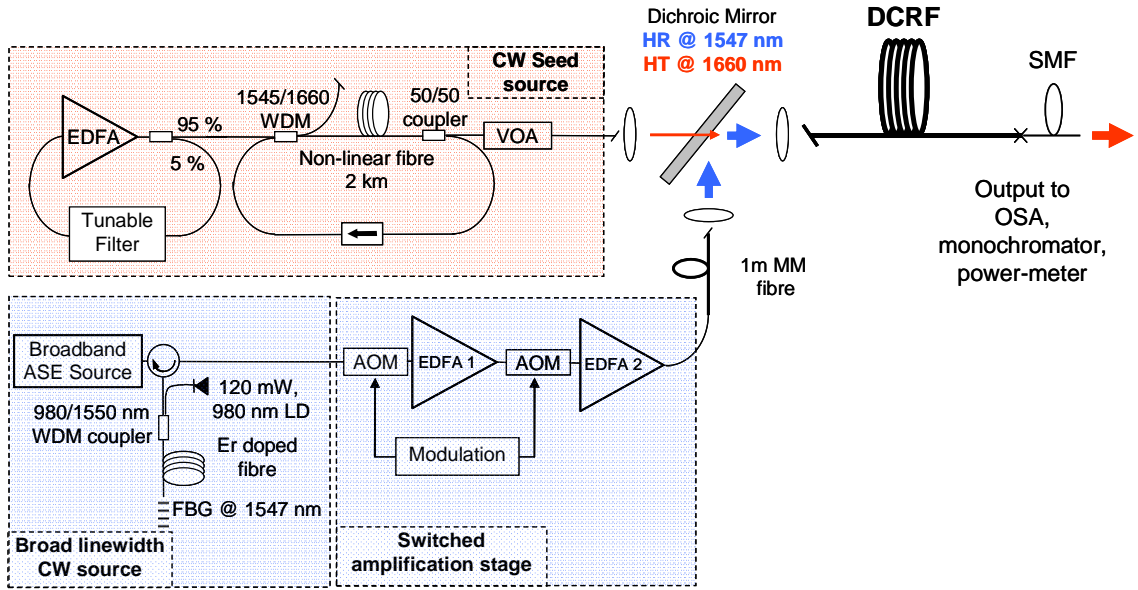 Dichroic Mirror
HR @ 1547 nm
HT @ 1660 nm
DCRF
SMF
CW Seed
source
1545/1660
WDM
50/50
coupler
EDFA
95 %
5 %
VOA
Non-linear fibre
2 km
Tunable
Filter
1m MM
fibre
Output to
OSA,
monochromator,
power-meter
Broadband
ASE Source
120 mW,
980 nm LD
980/1550 nm
WDM coupler
Er doped
fibre
FBG @ 1547 nm
Broad linewidth
CW source
AOM
EDFA 1
AOM
EDFA 2
Modulation
Switched
amplification stage